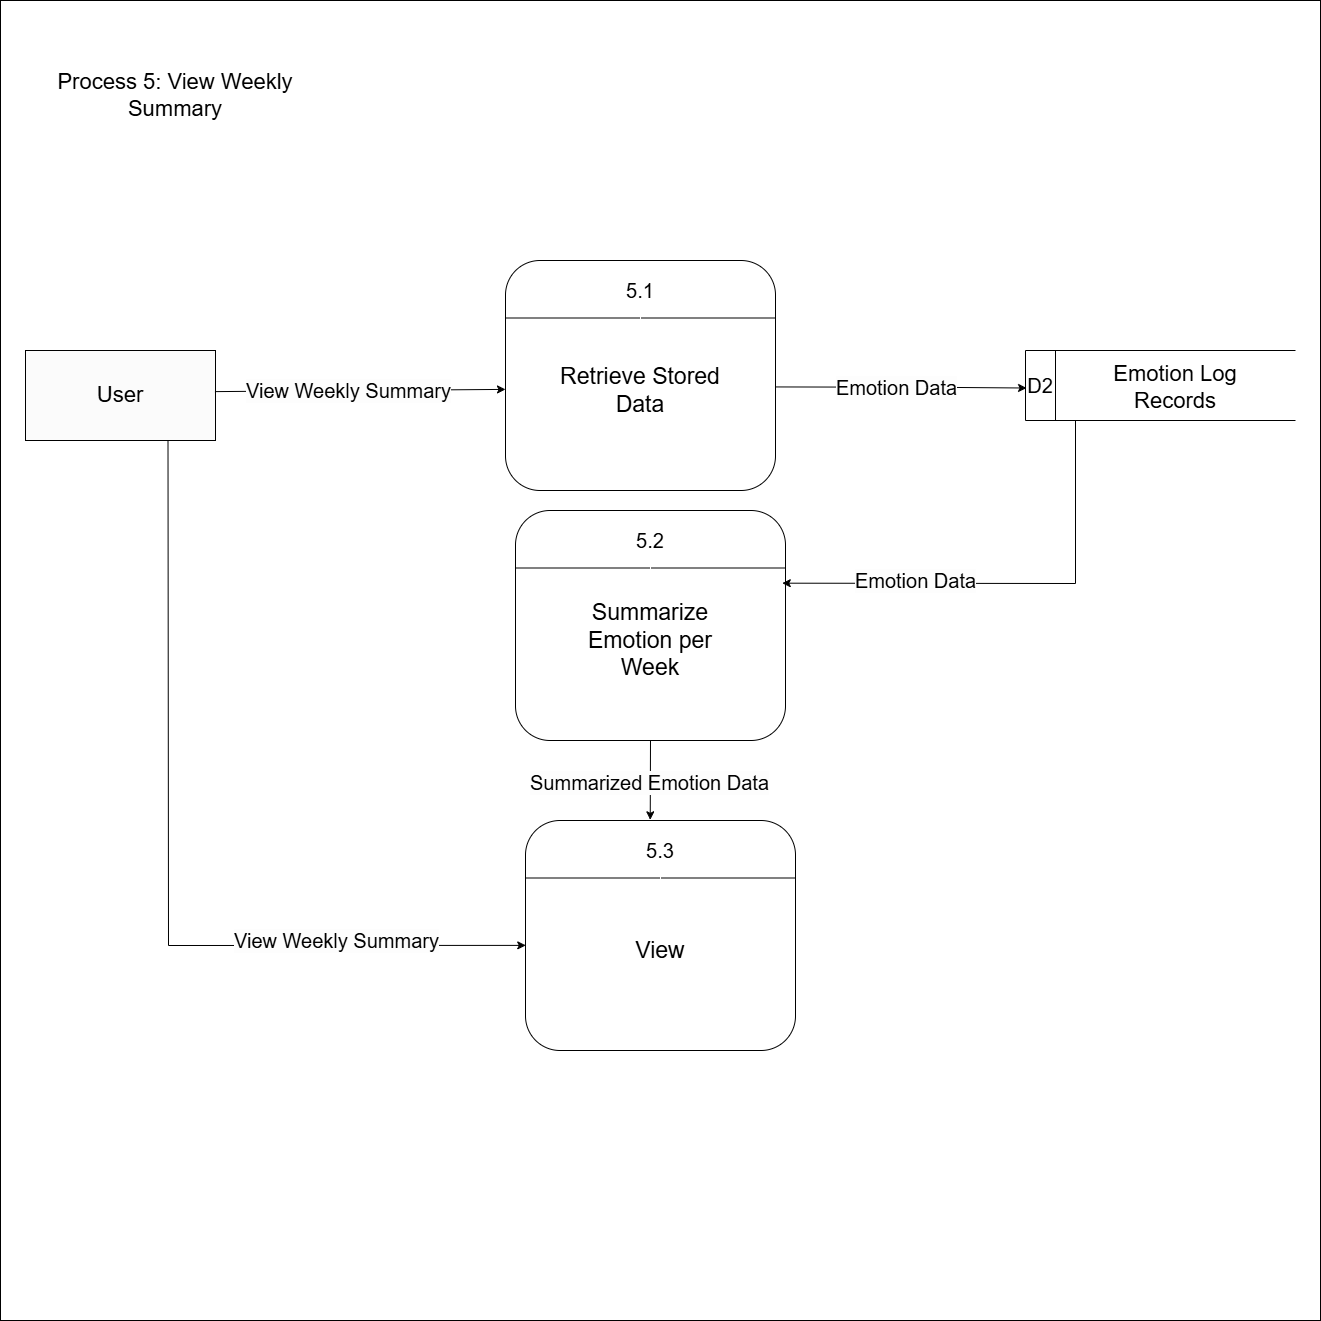 Process 5: View Weekly
Summary
5.1
Retrieve Stored
Data
User
View Weekly Summary
Emotion Data
D2
Emotion Log
Records
5.2
Summarize
Emotion per
Week
Emotion Data
Summarized Emotion Data
5.3
View
View Weekly Summary